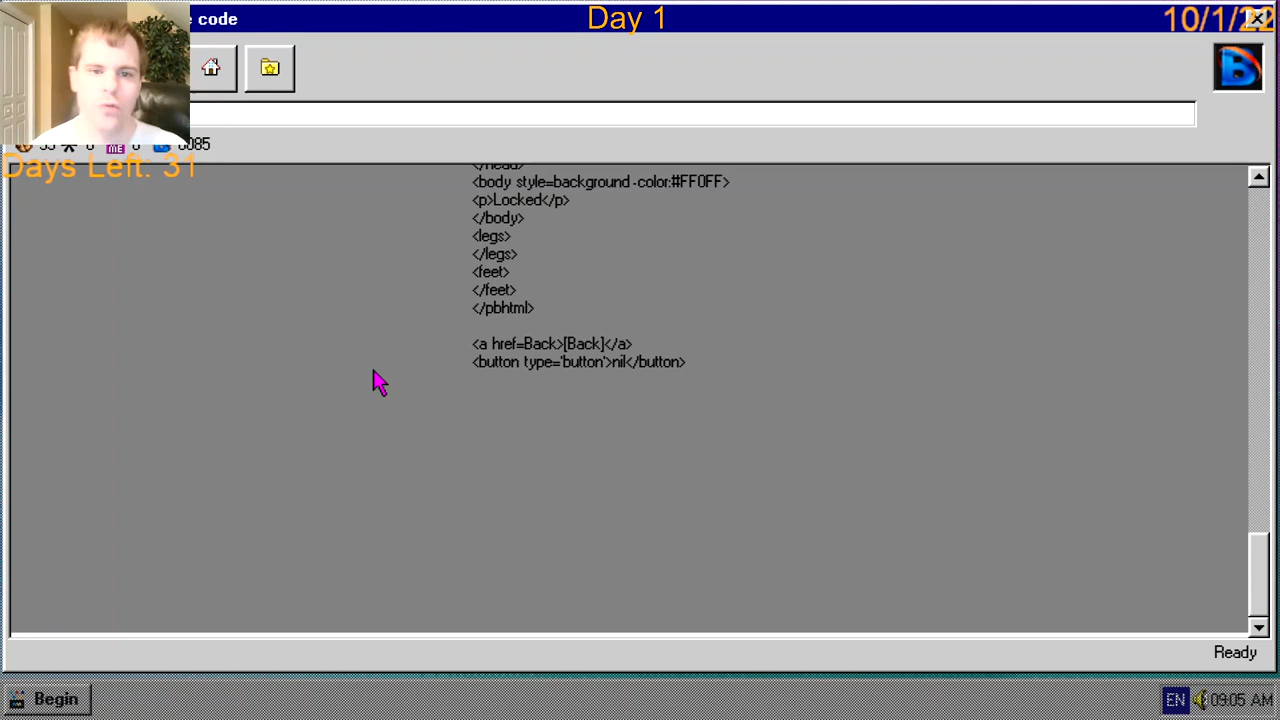 e code
Day 1
10/1/22
Days Left: 31
</head>
<body style=background-color:#FF0FF>
<p>Locked</p>
</body>
<legs>
</legs>
<feet>
</feet>
</pbhtml>
<a href=Back>[Back]</a>
<button type='button'>nil</button>
Ready
Begin
EN 09:05 AM